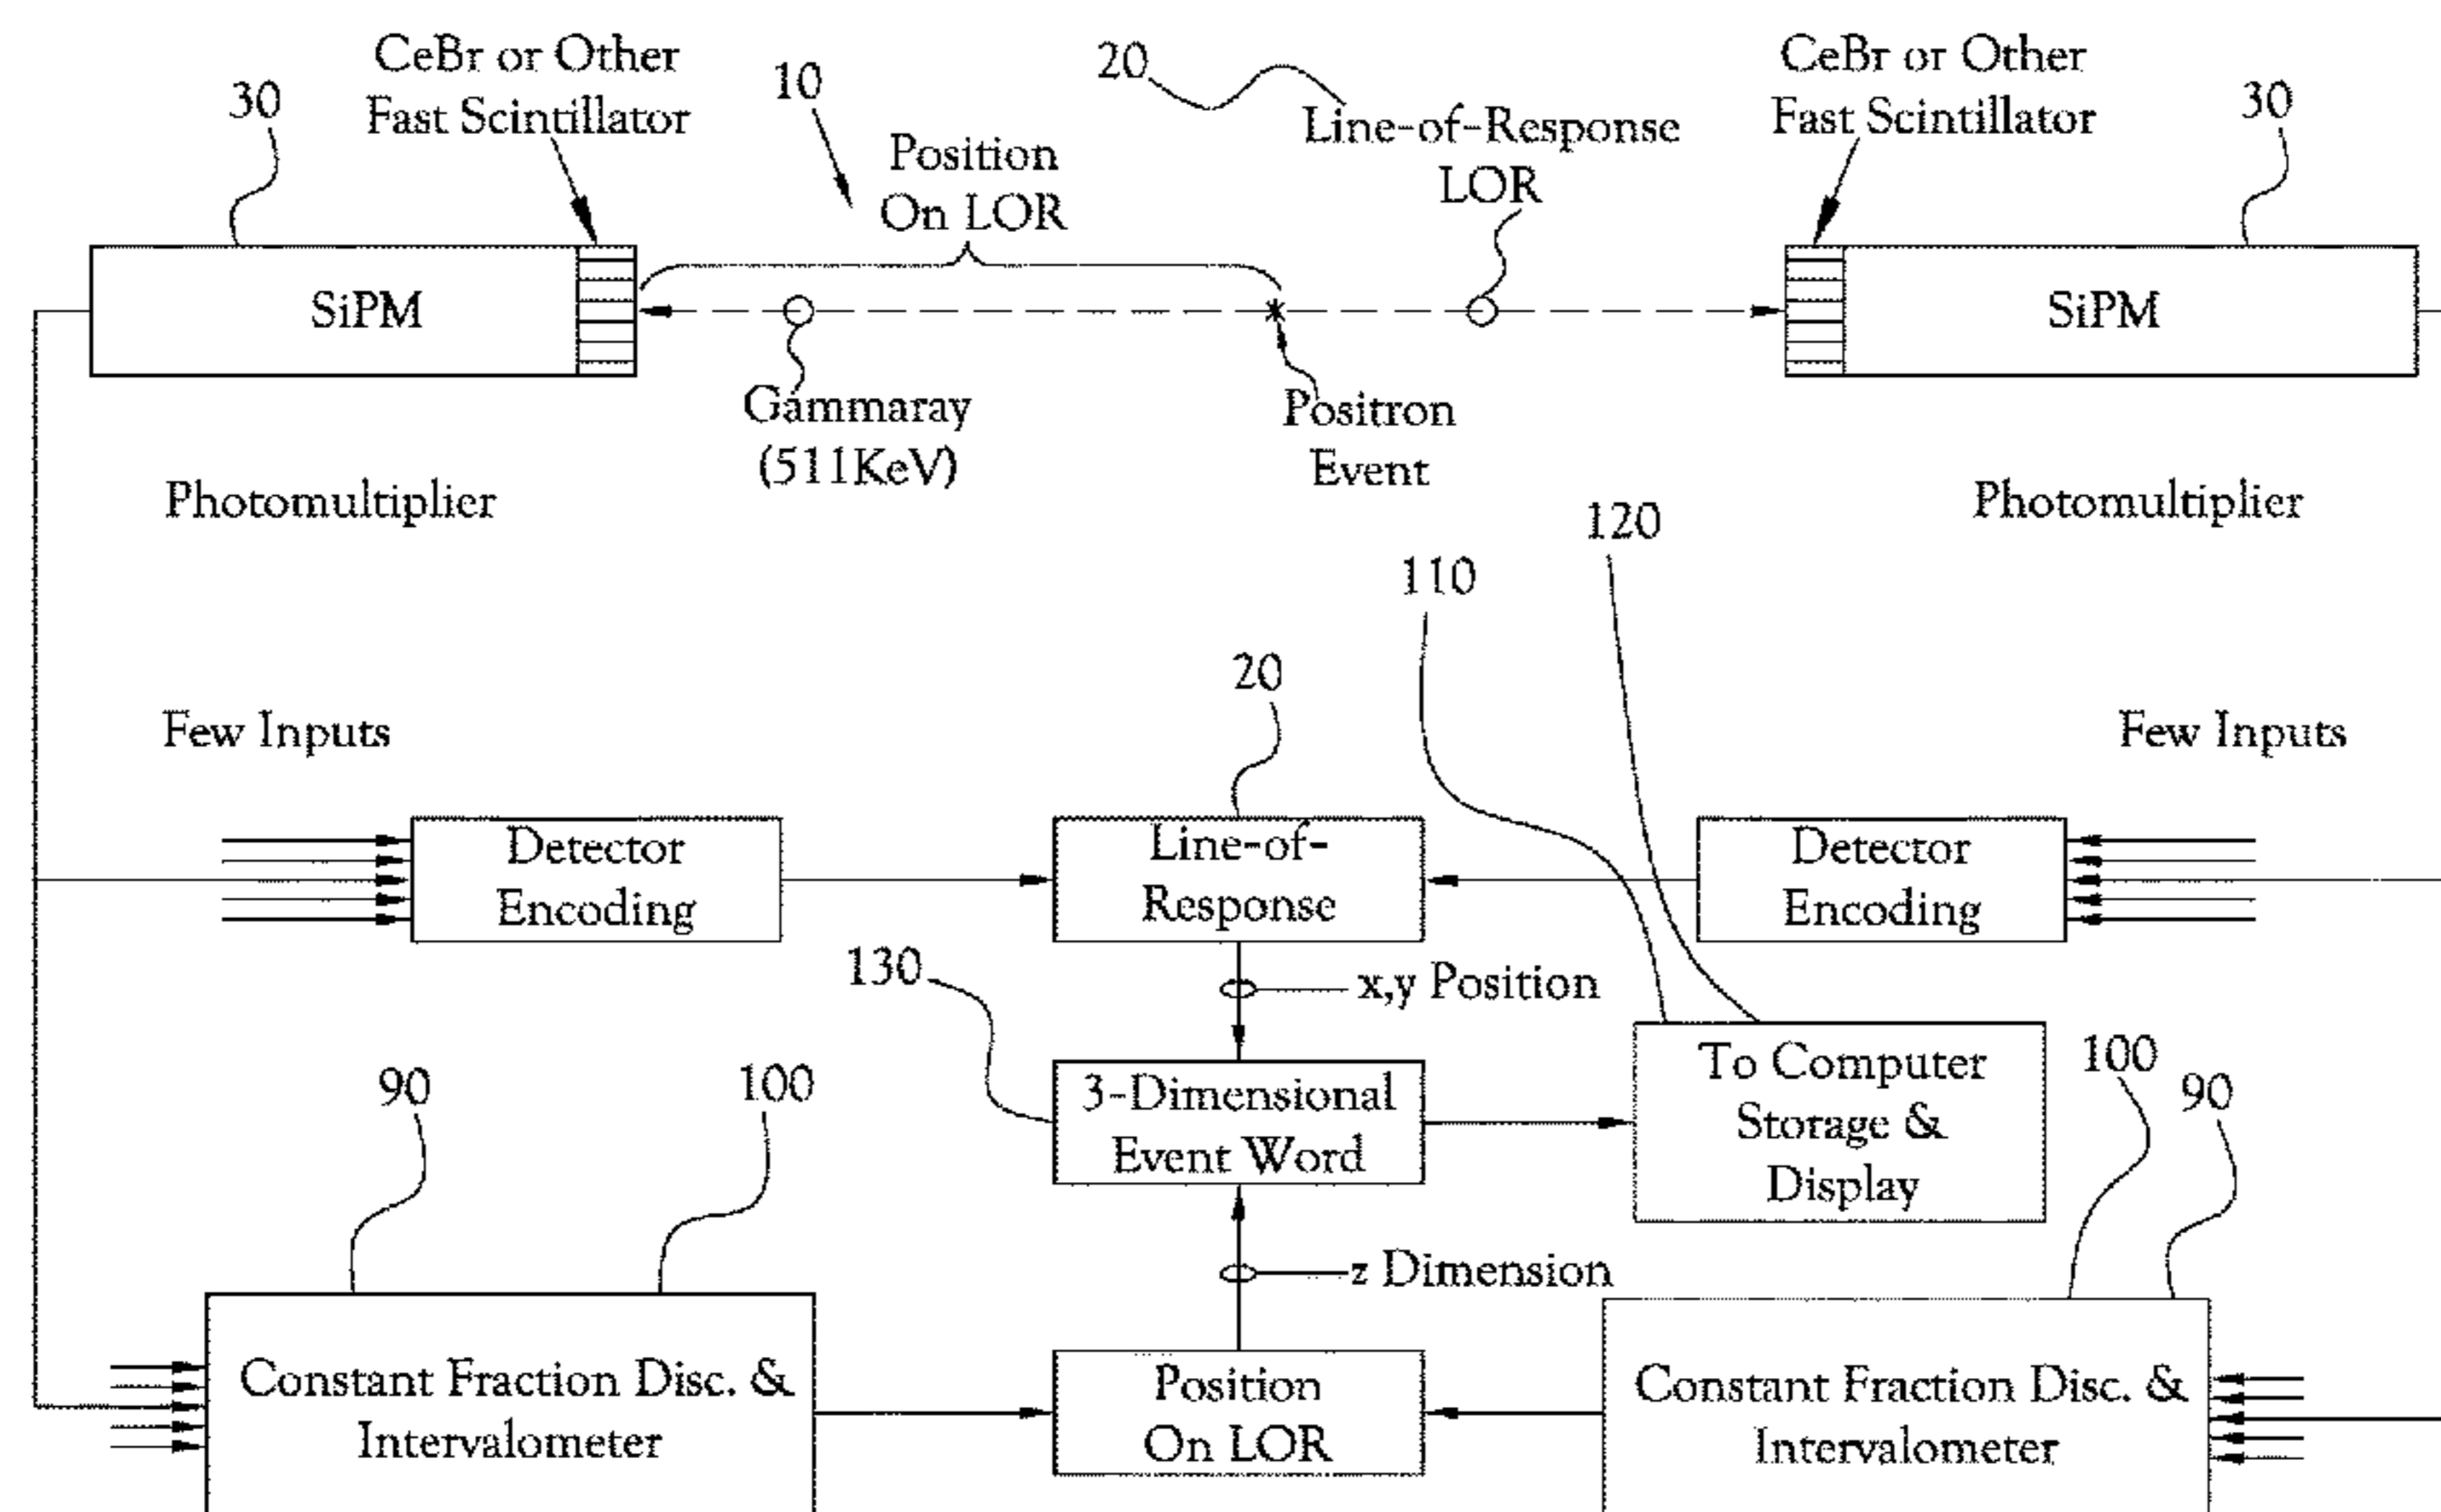 CeBr or Other
Fast Scintillator
30
10
Position
On LOR
20
Line-of-Response
LOR
CeBr or Other
Fast Scintillator
30
SiPM
SiPM
Gammaray
(511KeV)
Positron
Event
Photomultiplier
Photomultiplier
120
110
20
Few Inputs
Few Inputs
Detector
Encoding
Line-of-
Response
Detector
Encoding
130
x,y Position
90
100
3-Dimensional
Event Word
To Computer
Storage &
Display
100
90
z Dimension
Constant Fraction Disc. &
Intervalometer
Position
On LOR
Constant Fraction Disc. &
Intervalometer